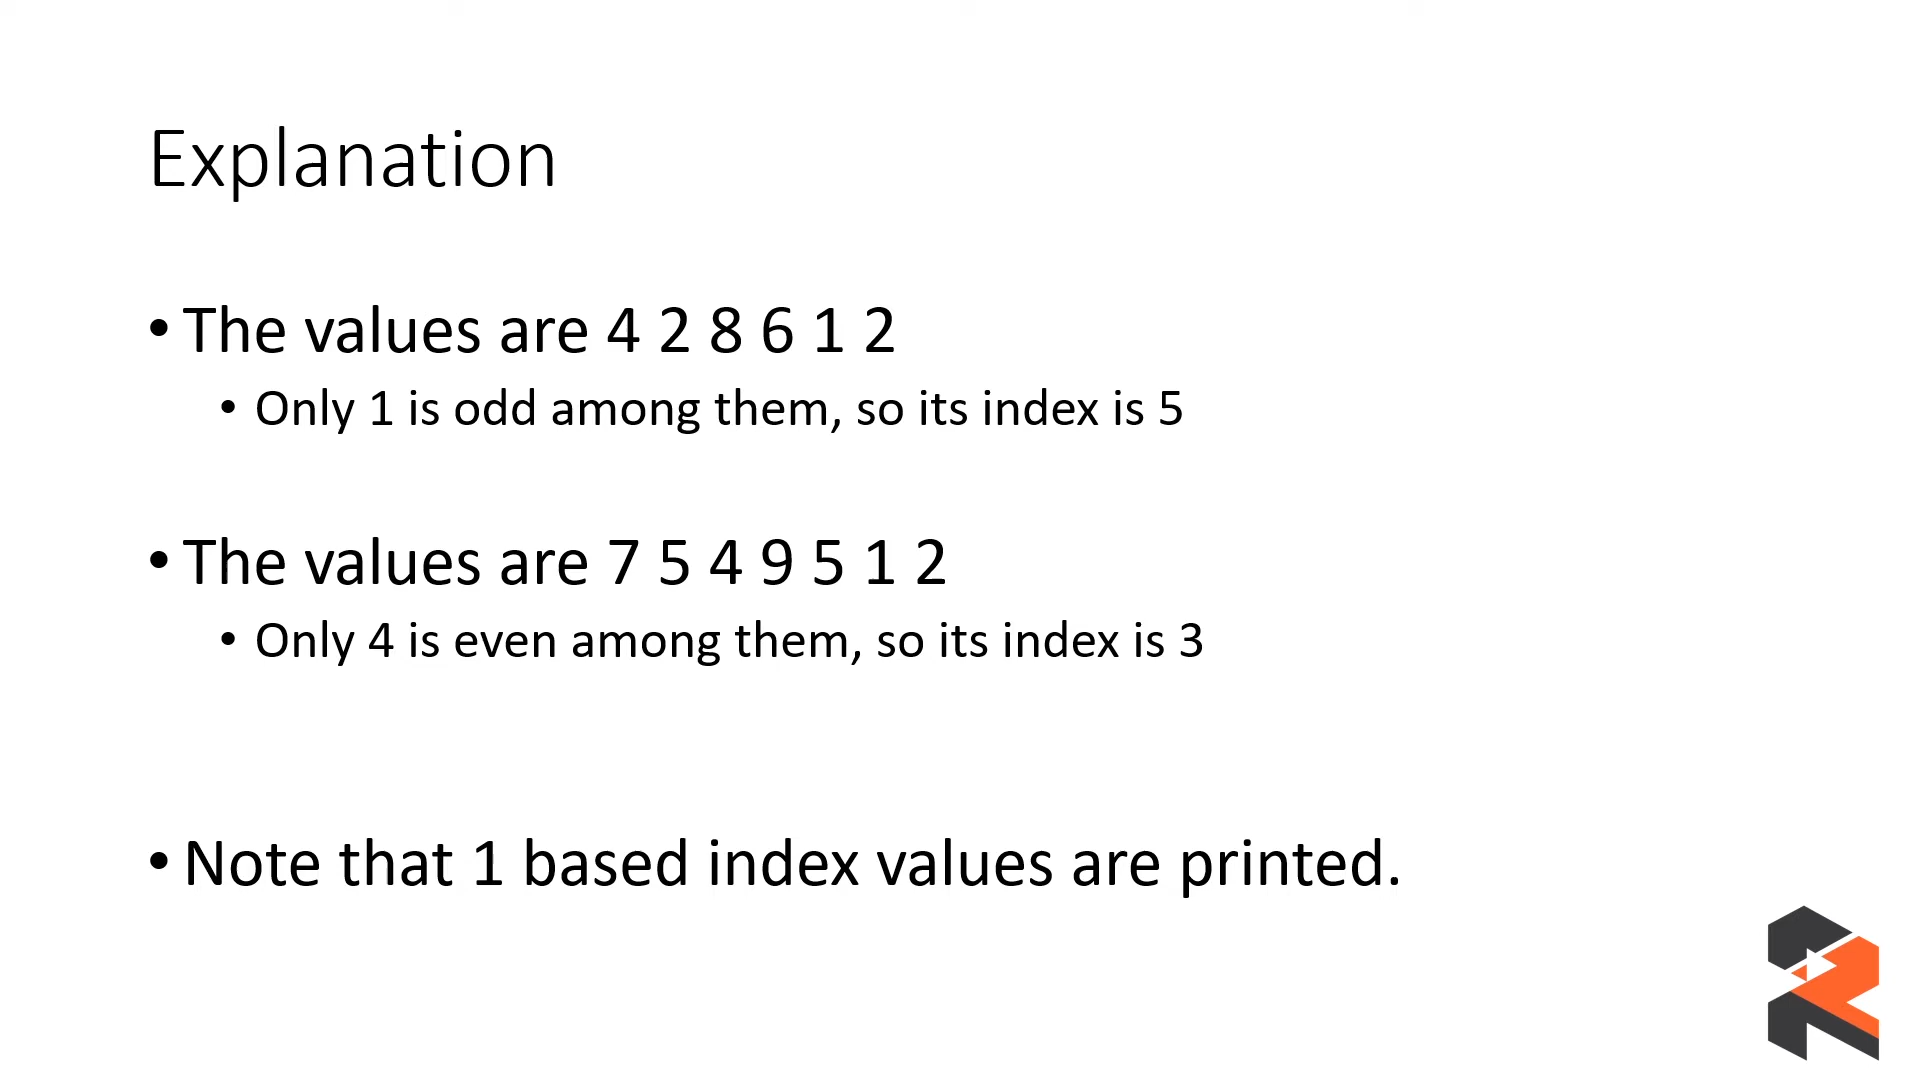 Explanation
• The values are 4 2 8 6 1 2
• Only 1 is odd among them, so its index is 5
• The values are 7 5 4 9 5 1 2
• Only 4 is even among them, so its index is 3
• Note that 1 based index values are printed.